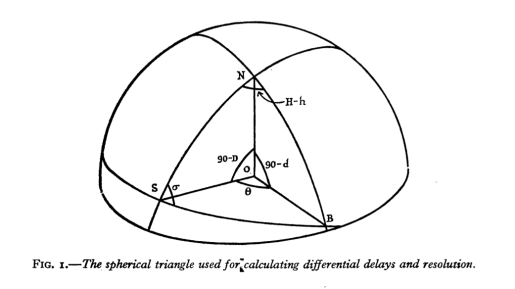 N
H-h
90-D
90-d
O
S
σ
θ
B
FIG. 1.—The spherical triangle used for calculating differential delays and resolution.